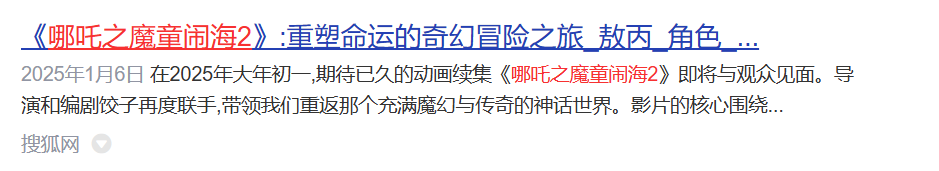 《哪吒之魔童闹海2》:重塑命运的奇幻冒险之旅_敖丙_角色_...
2025年1月6日 在2025年大年初一,期待已久的动画续集《哪吒之魔童闹海2》即将与观众见面。导
演和编剧饺子再度联手,带领我们重返那个充满魔幻与传奇的神话世界。影片的核心围绕...
搜狐网